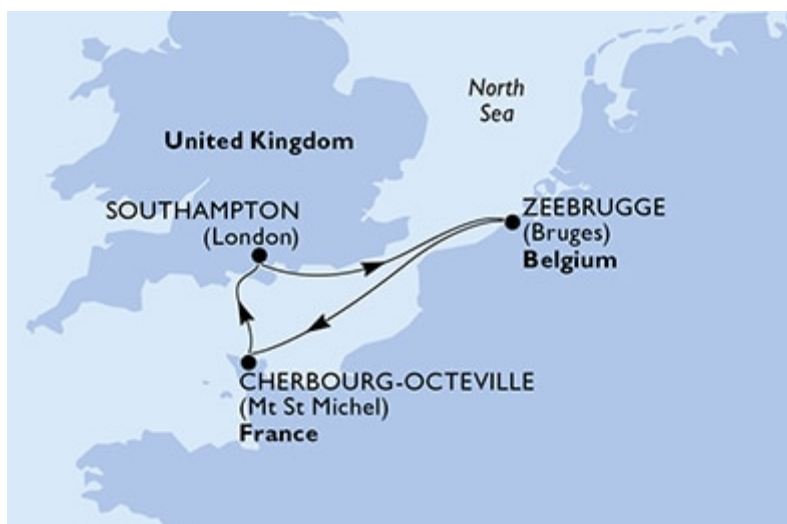 North
Sea
United Kingdom
SOUTHAMPTON
(London)
ZEEBRUGGE
(Bruges)
Belgium
CHERBOURG-OCTEVILLE
(Mt St Michel)
France